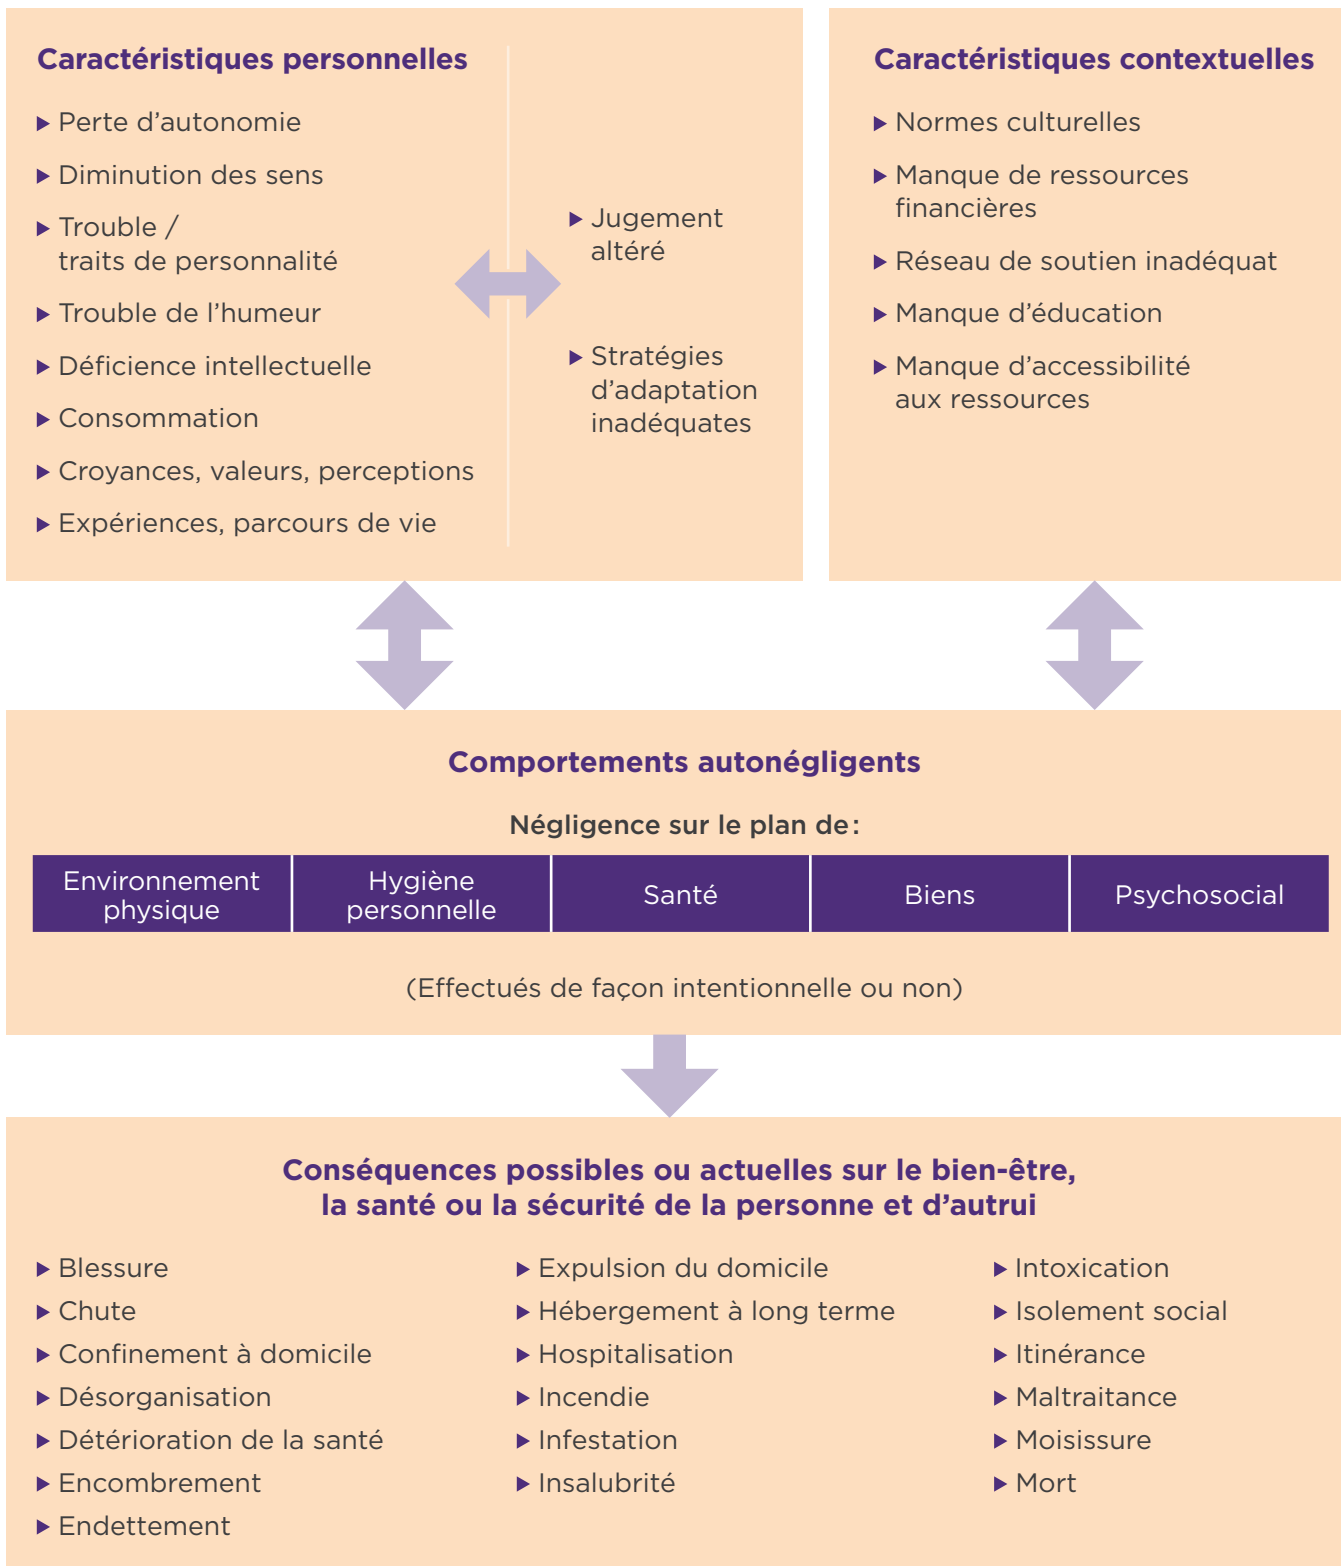 Caractéristiques personnelles
▶ Perte d’autonomie
▶ Diminution des sens
▶ Trouble /
traits de personnalité
▶ Trouble de l’humeur
▶ Déficience intellectuelle
▶ Consommation
▶ Croyances, valeurs, perceptions
▶ Expériences, parcours de vie
▶ Jugement
altéré
▶ Stratégies
d’adaptation
inadéquates
Caractéristiques contextuelles
▶ Normes culturelles
▶ Manque de ressources
financières
▶ Réseau de soutien inadéquat
▶ Manque d’éducation
▶ Manque d’accessibilité
aux ressources
Comportements autonégligents
Négligence sur le plan de :
Environnement
physique
Hygiène
personnelle
Santé
Biens
Psychosocial
(Effectués de façon intentionnelle ou non)
Conséquences possibles ou actuelles sur le bien-être,
la santé ou la sécurité de la personne et d’autrui
▶ Blessure
▶ Chute
▶ Confinement à domicile
▶ Désorganisation
▶ Détérioration de la santé
▶ Encombrement
▶ Endettement
▶ Expulsion du domicile
▶ Hébergement à long terme
▶ Hospitalisation
▶ Incendie
▶ Infestation
▶ Insalubrité
▶ Intoxication
▶ Isolement social
▶ Itinérance
▶ Maltraitance
▶ Moisissure
▶ Mort